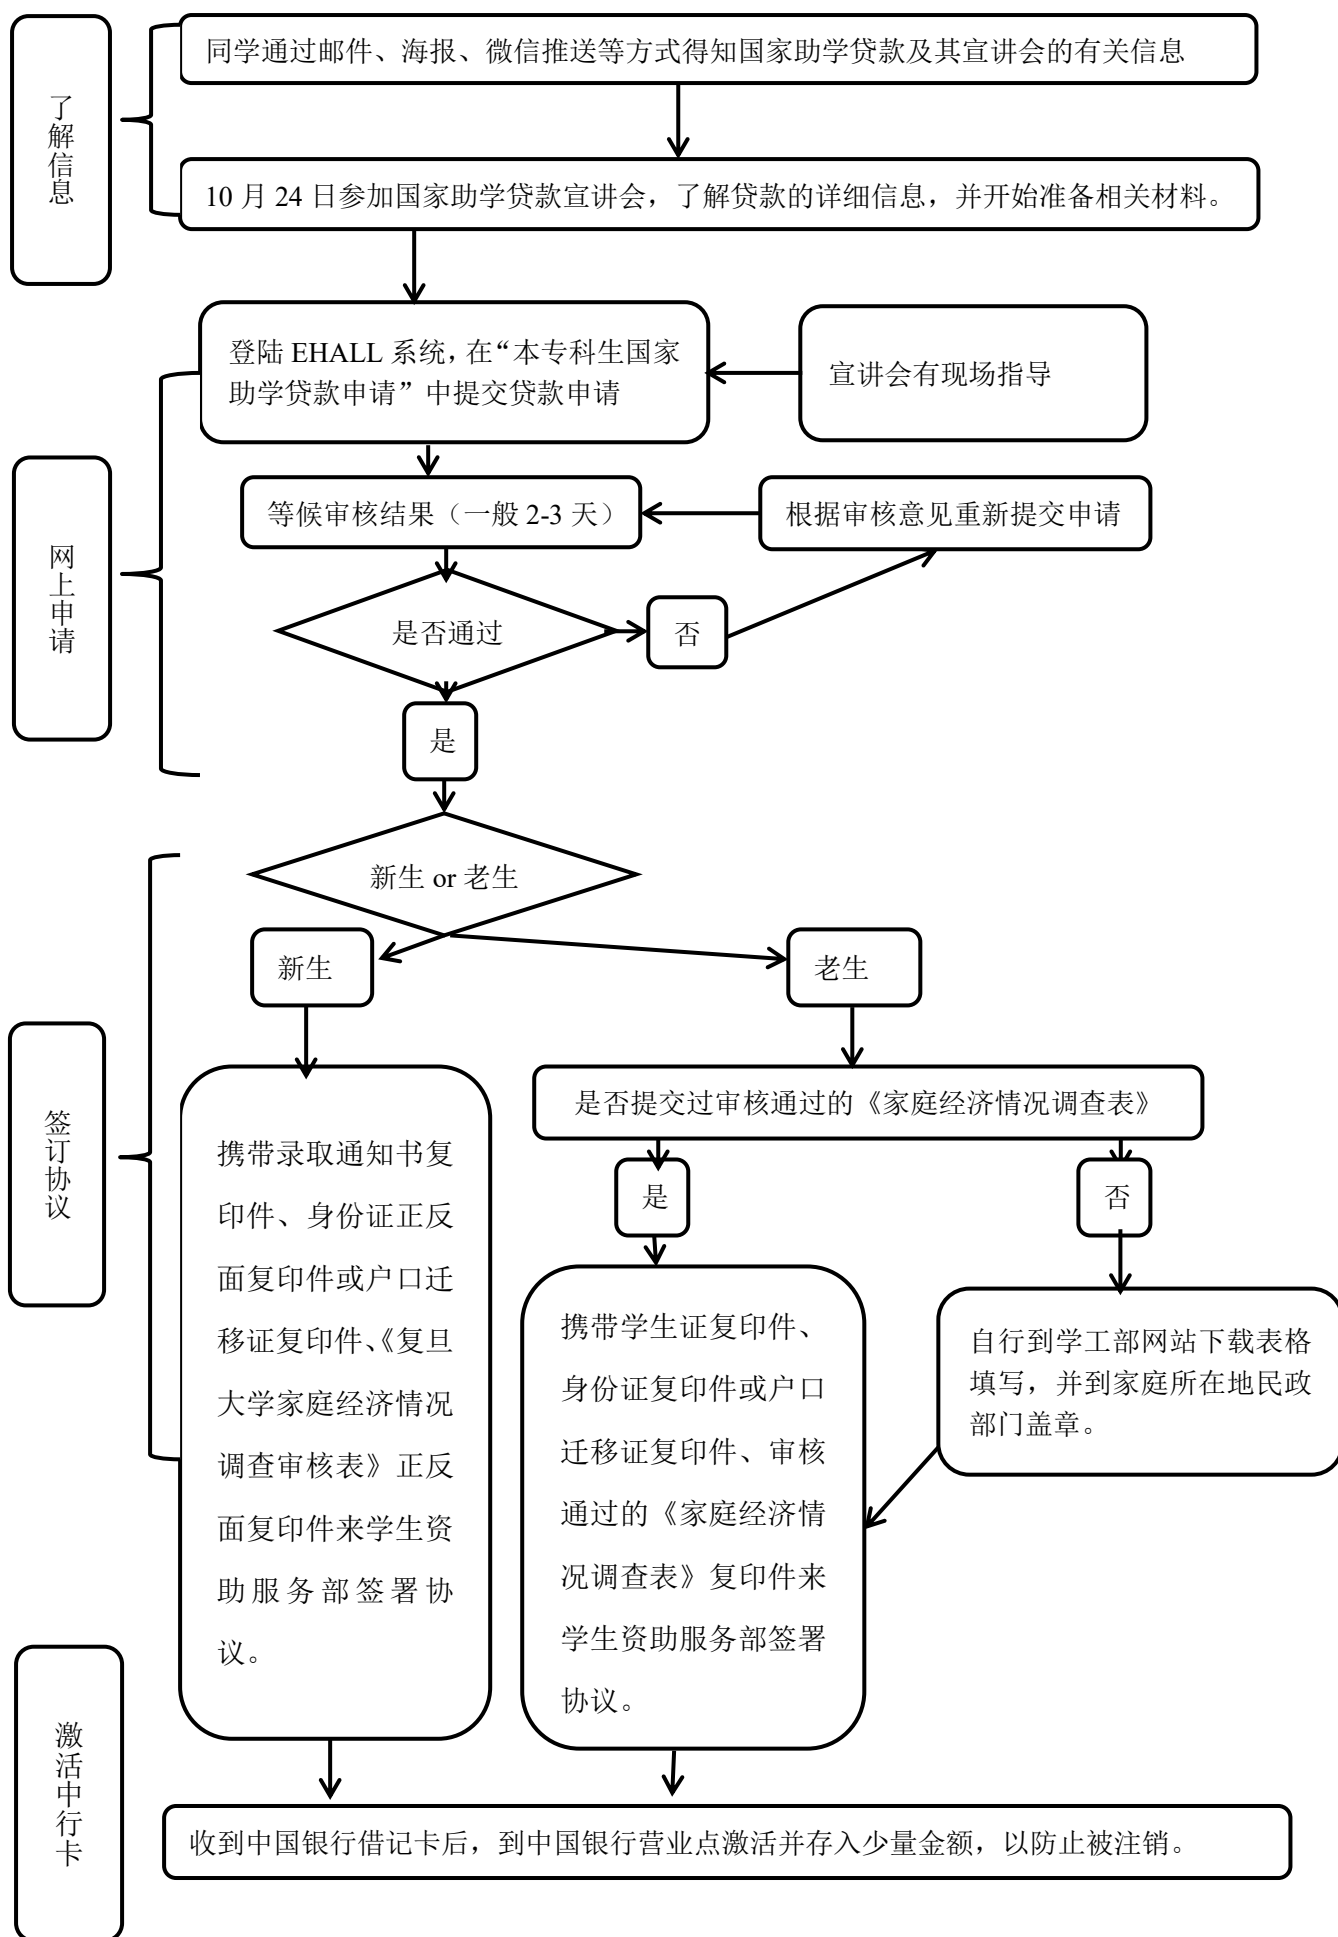 了解信息
同学通过邮件、海报、微信推送等方式得知国家助学贷款及其宣讲会的有关信息
10 月 24 日参加国家助学贷款宣讲会，了解贷款的详细信息，并开始准备相关材料。
网上申请
登陆 EHALL 系统，在“本专科生国家
助学贷款申请”中提交贷款申请
宣讲会有现场指导
等候审核结果（一般 2-3 天）
根据审核意见重新提交申请
是否通过
否
是
签订协议
新生 or 老生
新生
老生
是否提交过审核通过的《家庭经济情况调查表》
是
否
携带录取通知书复
印件、身份证正反
面复印件或户口迁
移证复印件、《复旦
大学家庭经济情况
调查审核表》正反
面复印件来学生资
助服务部签署协
议。
携带学生证复印件、
身份证复印件或户口
迁移证复印件、审核
通过的《家庭经济情
况调查表》复印件来
学生资助服务部签署
协议。
自行到学工部网站下载表格
填写，并到家庭所在地民政
部门盖章。
激活中行卡
收到中国银行借记卡后，到中国银行营业点激活并存入少量金额，以防止被注销。